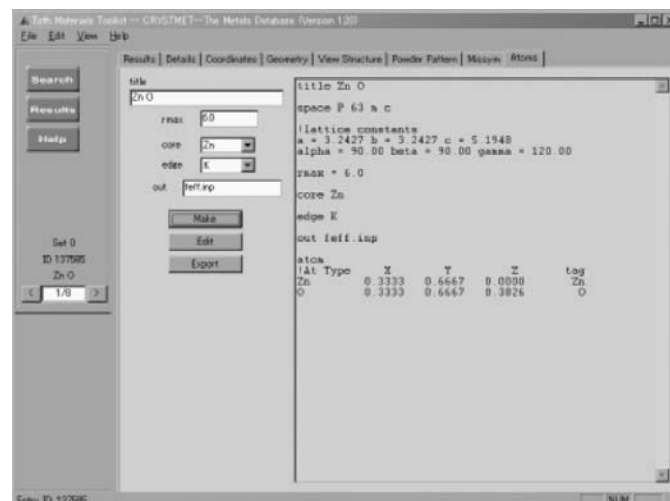 Toth Materials Toolkit -- CRYSTMET--The Metals Database (Version 1.20)
File Edit View Help
Results Details Coordinates Geometry View Structure Powder Pattern Missym Atoms
Search
Results
Help
Set 0
ID 137585
Zn O
< 1/8 >
title
Zn O
rmax 6.0
core Zn
edge K
out feff.inp
Make
Edit
Export
title Zn O
space P 63 m c
!lattice constants
a = 3.2427 b = 3.2427 c = 5.1948
alpha = 90.00 beta = 90.00 gamma = 120.00
rmax = 6.0
core Zn
edge K
out feff.inp
atom
!At Type X Y Z tag
Zn 0.3333 0.6667 0.0000 Zn
O 0.3333 0.6667 0.3826 O
Entry ID 137585
NUM